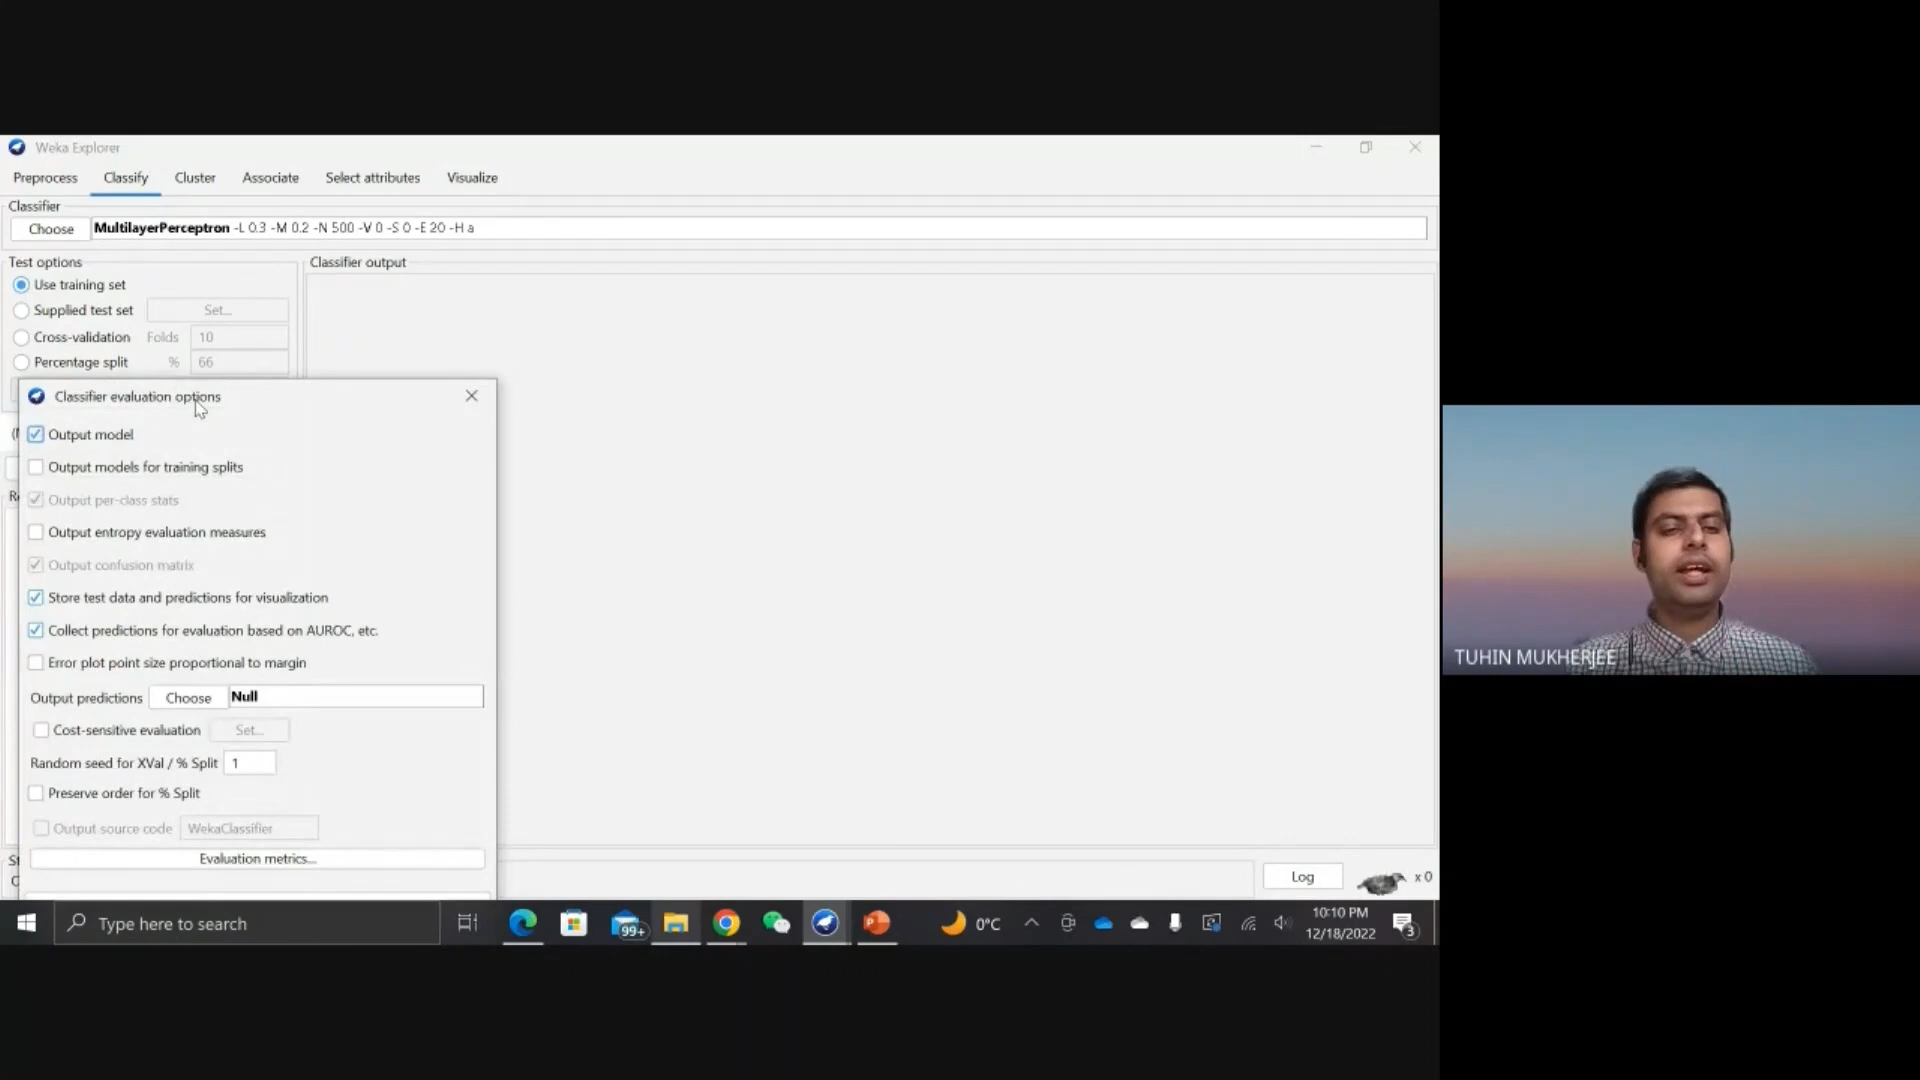 Weka Explorer
Preprocess Classify Cluster Associate Select attributes Visualize
Classifier
Choose MultilayerPerceptron -L 0.3 -M 0.2 -N 500 -V 0 -S 0 -E 20 -H a
Test options Classifier output
Use training set
Supplied test set Set...
Cross-validation Folds 10
Percentage split % 66
Classifier evaluation options
Output model
Output models for training splits
Output per-class stats
Output entropy evaluation measures
Output confusion matrix
Store test data and predictions for visualization
Collect predictions for evaluation based on AUROC, etc.
Error plot point size proportional to margin
Output predictions Choose Null
Cost-sensitive evaluation Set...
Random seed for XVal / % Split 1
Preserve order for % Split
Output source code WekaClassifier
Evaluation metrics...
Log x 0
Type here to search 99+ 0°C 10:10 PM
12/18/2022 3
TUHIN MUKHERJEE